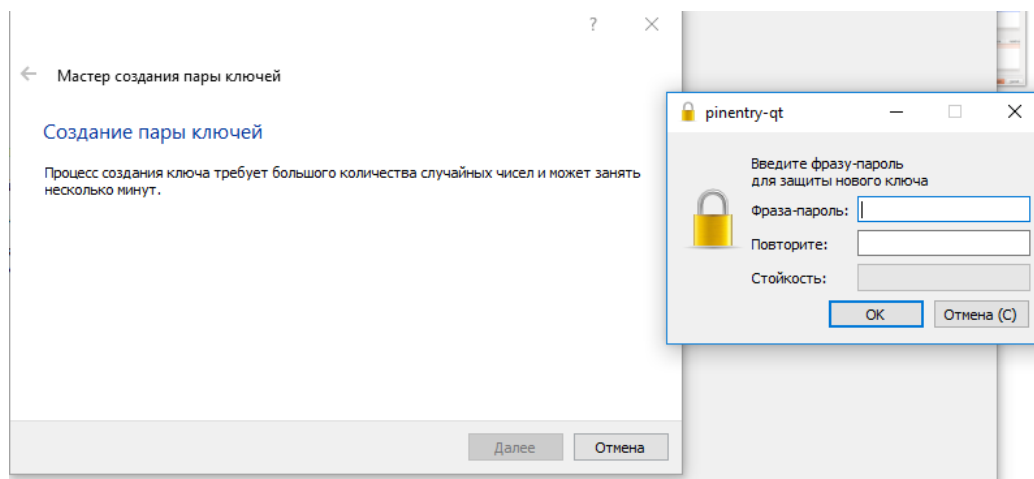 ?
Мастер создания пары ключей
Создание пары ключей
Процесс создания ключа требует большого количества случайных чисел и может занять
несколько минут.
Далее
Отмена
pinentry-qt
Введите фразу-пароль
для защиты нового ключа
Фраза-пароль:
Повторите:
Стойкость:
OK
Отмена (C)